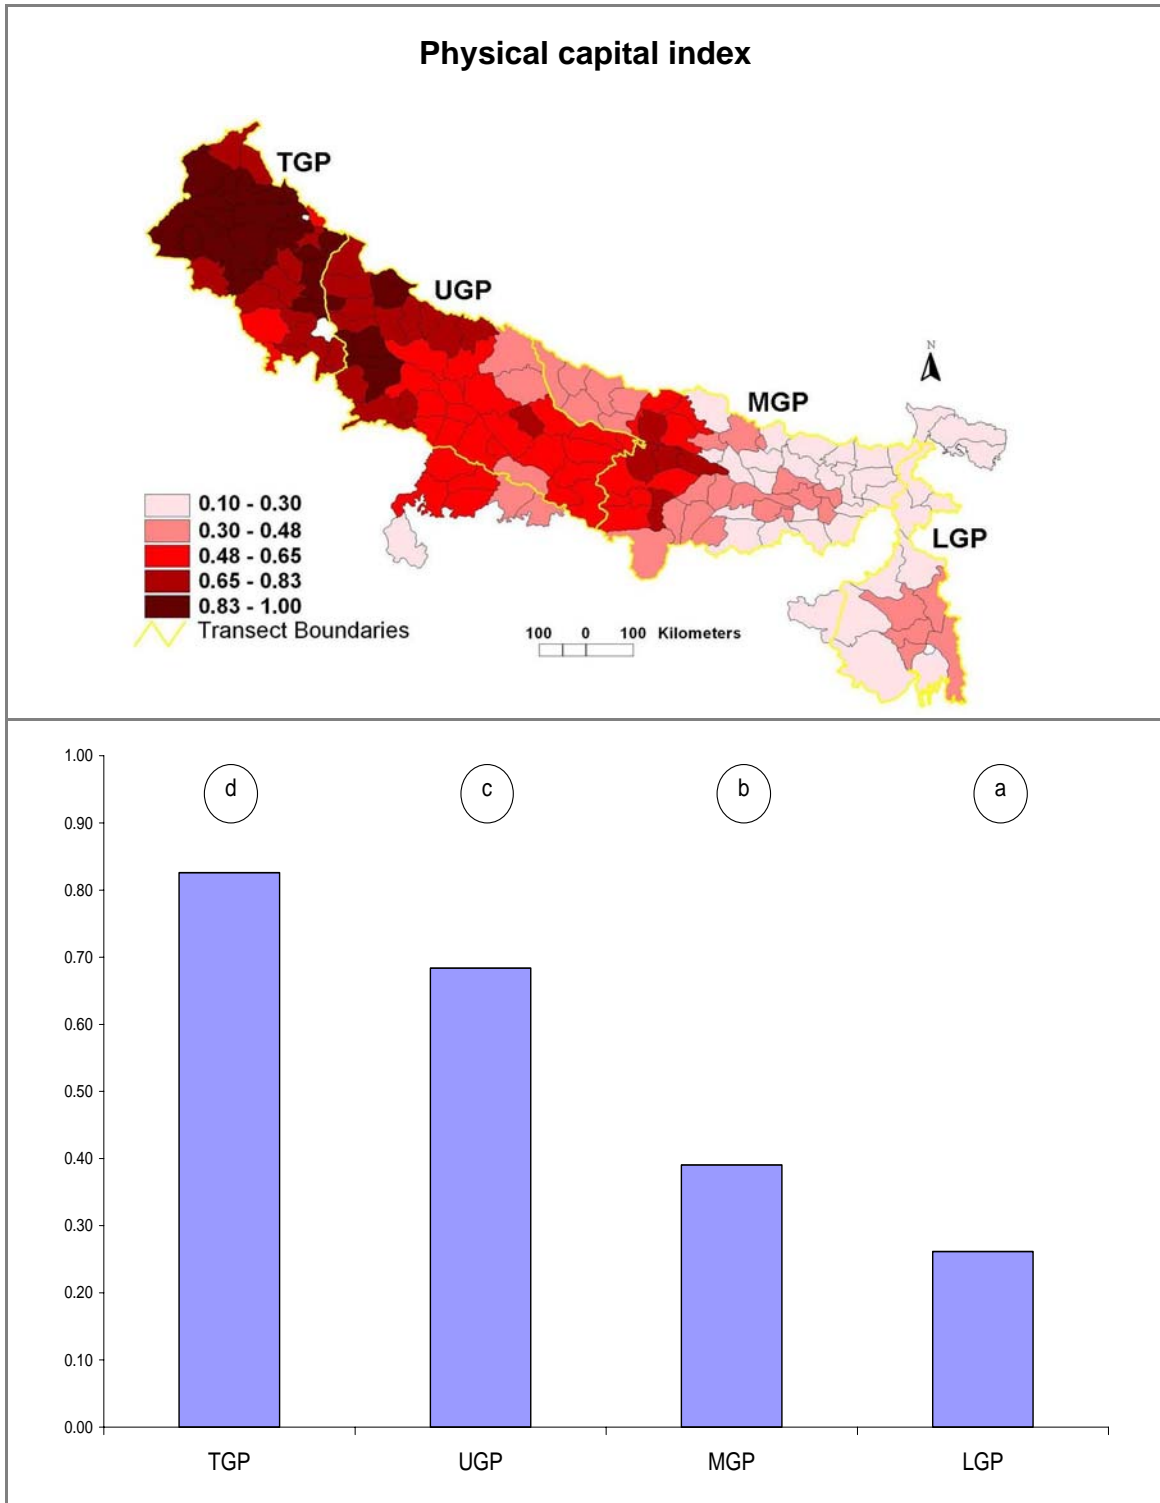 Physical capital index
TGP
UGP
N
MGP
LGP
0.10 - 0.30
0.30 - 0.48
0.48 - 0.65
0.65 - 0.83
0.83 - 1.00
Transect Boundaries
100 0 100 Kilometers
1.00
d c b a
0.90
0.80
0.70
0.60
0.50
0.40
0.30
0.20
0.10
0.00
TGP UGP MGP LGP